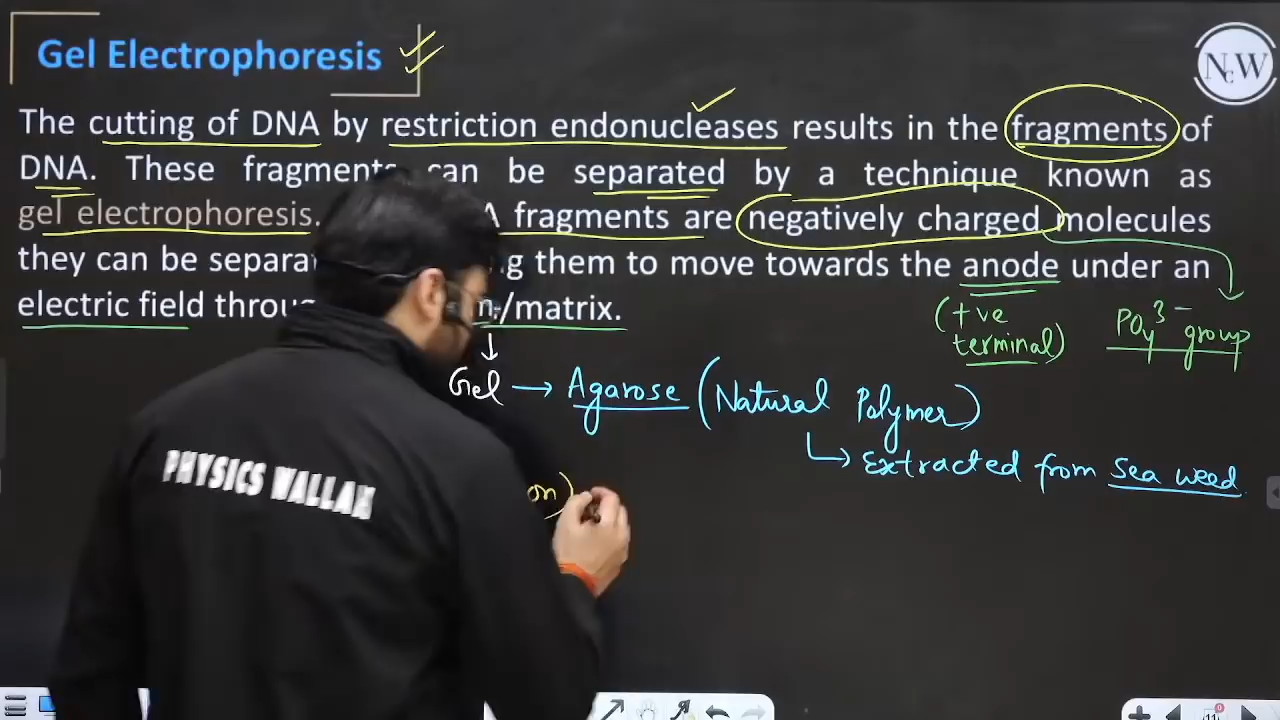 Gel Electrophoresis
NCW
The cutting of DNA by restriction endonucleases results in the fragments of
DNA. These fragments can be separated by a technique known as
gel electrophoresis. fragments are negatively charged molecules
they can be them to move towards the anode under an
electric field /matrix.
(+ve terminal)
PO4 3- group
Gel → Agarose (Natural Polymer)
Extracted from Sea weed
on)
PHYSICS WALLAH
11